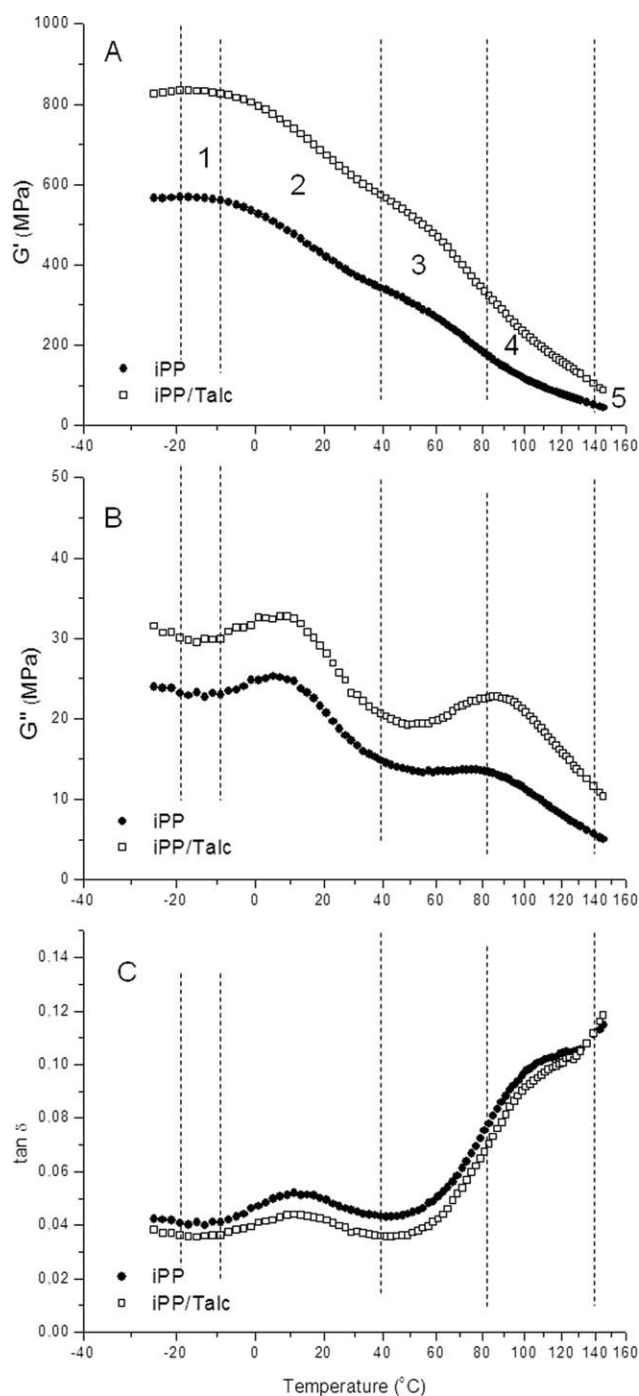 A
1000
800
600
400
200
0
G' (MPa)
1
2
3
4
5
iPP
iPP/Talc
-40 -20 0 20 40 60 80 100 120 140 160
B
50
40
30
20
10
0
G" (MPa)
iPP
iPP/Talc
-40 -20 0 20 40 60 80 100 120 140 160
C
0.14
0.12
0.10
0.08
0.06
0.04
0.02
0.00
tan δ
iPP
iPP/Talc
-40 -20 0 20 40 60 80 100 120 140 160
Temperature (°C)